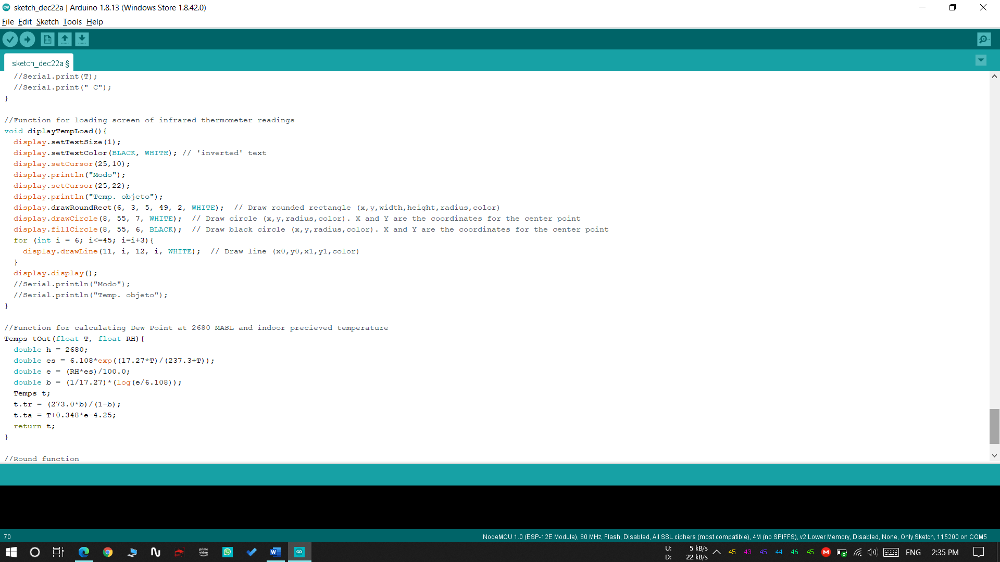 sketch_dec22a | Arduino 1.8.13 (Windows Store 1.8.42.0)
File Edit Sketch Tools Help
sketch_dec22a §
//Serial.print(T);
//Serial.print(" C");
}
//Function for loading screen of infrared thermometer readings
void diplayTempLoad(){
display.setTextSize(1);
display.setTextColor(BLACK, WHITE); // 'inverted' text
display.setCursor(25,10);
display.println("Modo");
display.setCursor(25,22);
display.println("Temp. objeto");
display.drawRoundRect(6, 3, 5, 49, 2, WHITE);  // Draw rounded rectangle (x,y,width,height,radius,color)
display.drawCircle(8, 55, 7, WHITE);  // Draw circle (x,y,radius,color). X and Y are the coordinates for the center point
display.fillCircle(8, 55, 6, BLACK);  // Draw black circle (x,y,radius,color). X and Y are the coordinates for the center point
for (int i = 6; i<=45; i=i+3){
display.drawLine(11, i, 12, i, WHITE);  // Draw line (x0,y0,x1,y1,color)
}
display.display();
//Serial.println("Modo");
//Serial.println("Temp. objeto");
}
//Function for calculating Dew Point at 2680 MASL and indoor precieved temperature
Temps tOut(float T, float RH){
double h = 2680;
double es = 6.108*exp((17.27*T)/(237.3+T));
double e = (RH*es)/100.0;
double b = (1/17.27)*(log(e/6.108));
Temps t;
t.tr = (273.0*b)/(1-b);
t.ta = T+0.348*e-4.25;
return t;
}
//Round function
70
NodeMCU 1.0 (ESP-12E Module), 80 MHz, Flash, Disabled, All SSL ciphers (most compatible), 4M (no SPIFFS), v2 Lower Memory, Disabled, None, Only Sketch, 115200 on COM5
prime video
W
U: 5 kB/s
D: 22 kB/s
45 43 45 44 46 45
M
ENG
2:35 PM